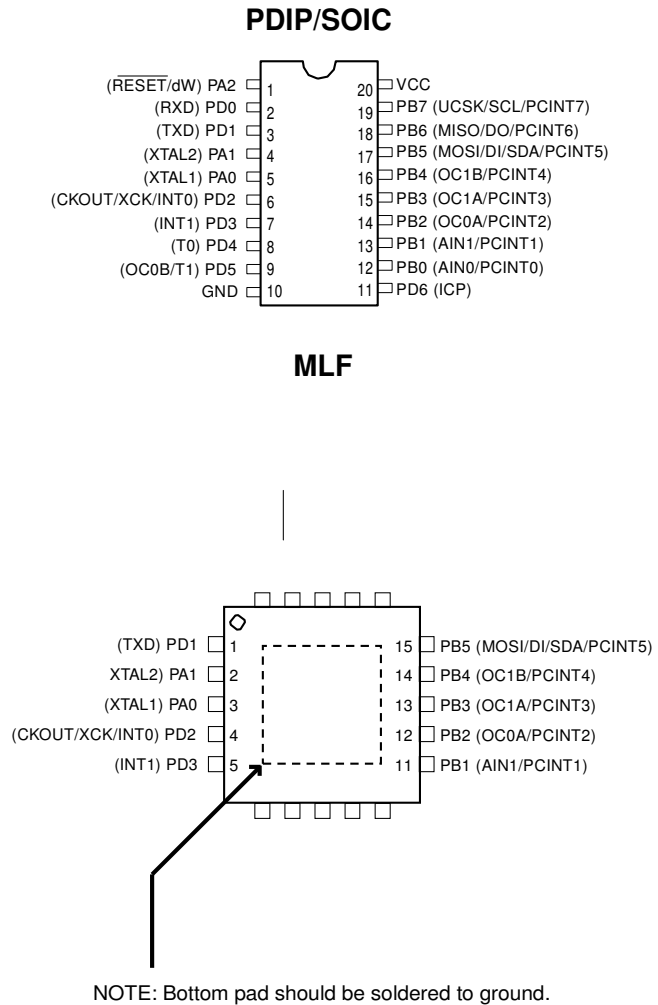 PDIP/SOIC
(RESET/dW) PA2 1 20 VCC
(RXD) PD0 2 19 PB7 (UCSK/SCL/PCINT7)
(TXD) PD1 3 18 PB6 (MISO/DO/PCINT6)
(XTAL2) PA1 4 17 PB5 (MOSI/DI/SDA/PCINT5)
(XTAL1) PA0 5 16 PB4 (OC1B/PCINT4)
(CKOUT/XCK/INT0) PD2 6 15 PB3 (OC1A/PCINT3)
(INT1) PD3 7 14 PB2 (OC0A/PCINT2)
(T0) PD4 8 13 PB1 (AIN1/PCINT1)
(OC0B/T1) PD5 9 12 PB0 (AIN0/PCINT0)
GND 10 11 PD6 (ICP)
MLF
(TXD) PD1 1 15 PB5 (MOSI/DI/SDA/PCINT5)
XTAL2) PA1 2 14 PB4 (OC1B/PCINT4)
(XTAL1) PA0 3 13 PB3 (OC1A/PCINT3)
(CKOUT/XCK/INT0) PD2 4 12 PB2 (OC0A/PCINT2)
(INT1) PD3 5 11 PB1 (AIN1/PCINT1)
NOTE: Bottom pad should be soldered to ground.